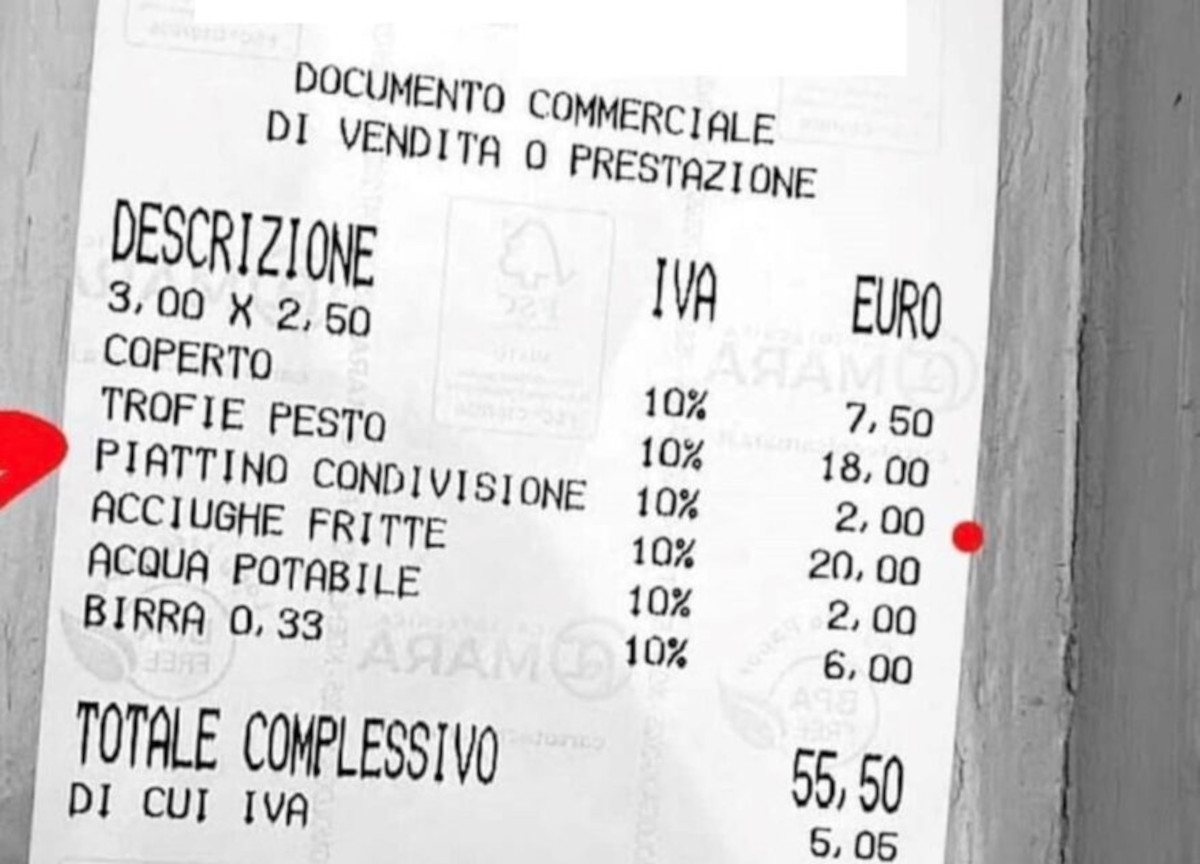 DOCUMENTO COMMERCIALE
DI VENDITA O PRESTAZIONE
DESCRIZIONE IVA EURO
3,00 X 2,50
COPERTO 10% 7,50
TROFIE PESTO 10% 18,00
PIATTINO CONDIVISIONE 10% 2,00
ACCIUGHE FRITTE 10% 20,00
ACQUA POTABILE 10% 2,00
BIRRA 0,33 10% 6,00
TOTALE COMPLESSIVO 55,50
DI CUI IVA 5,05